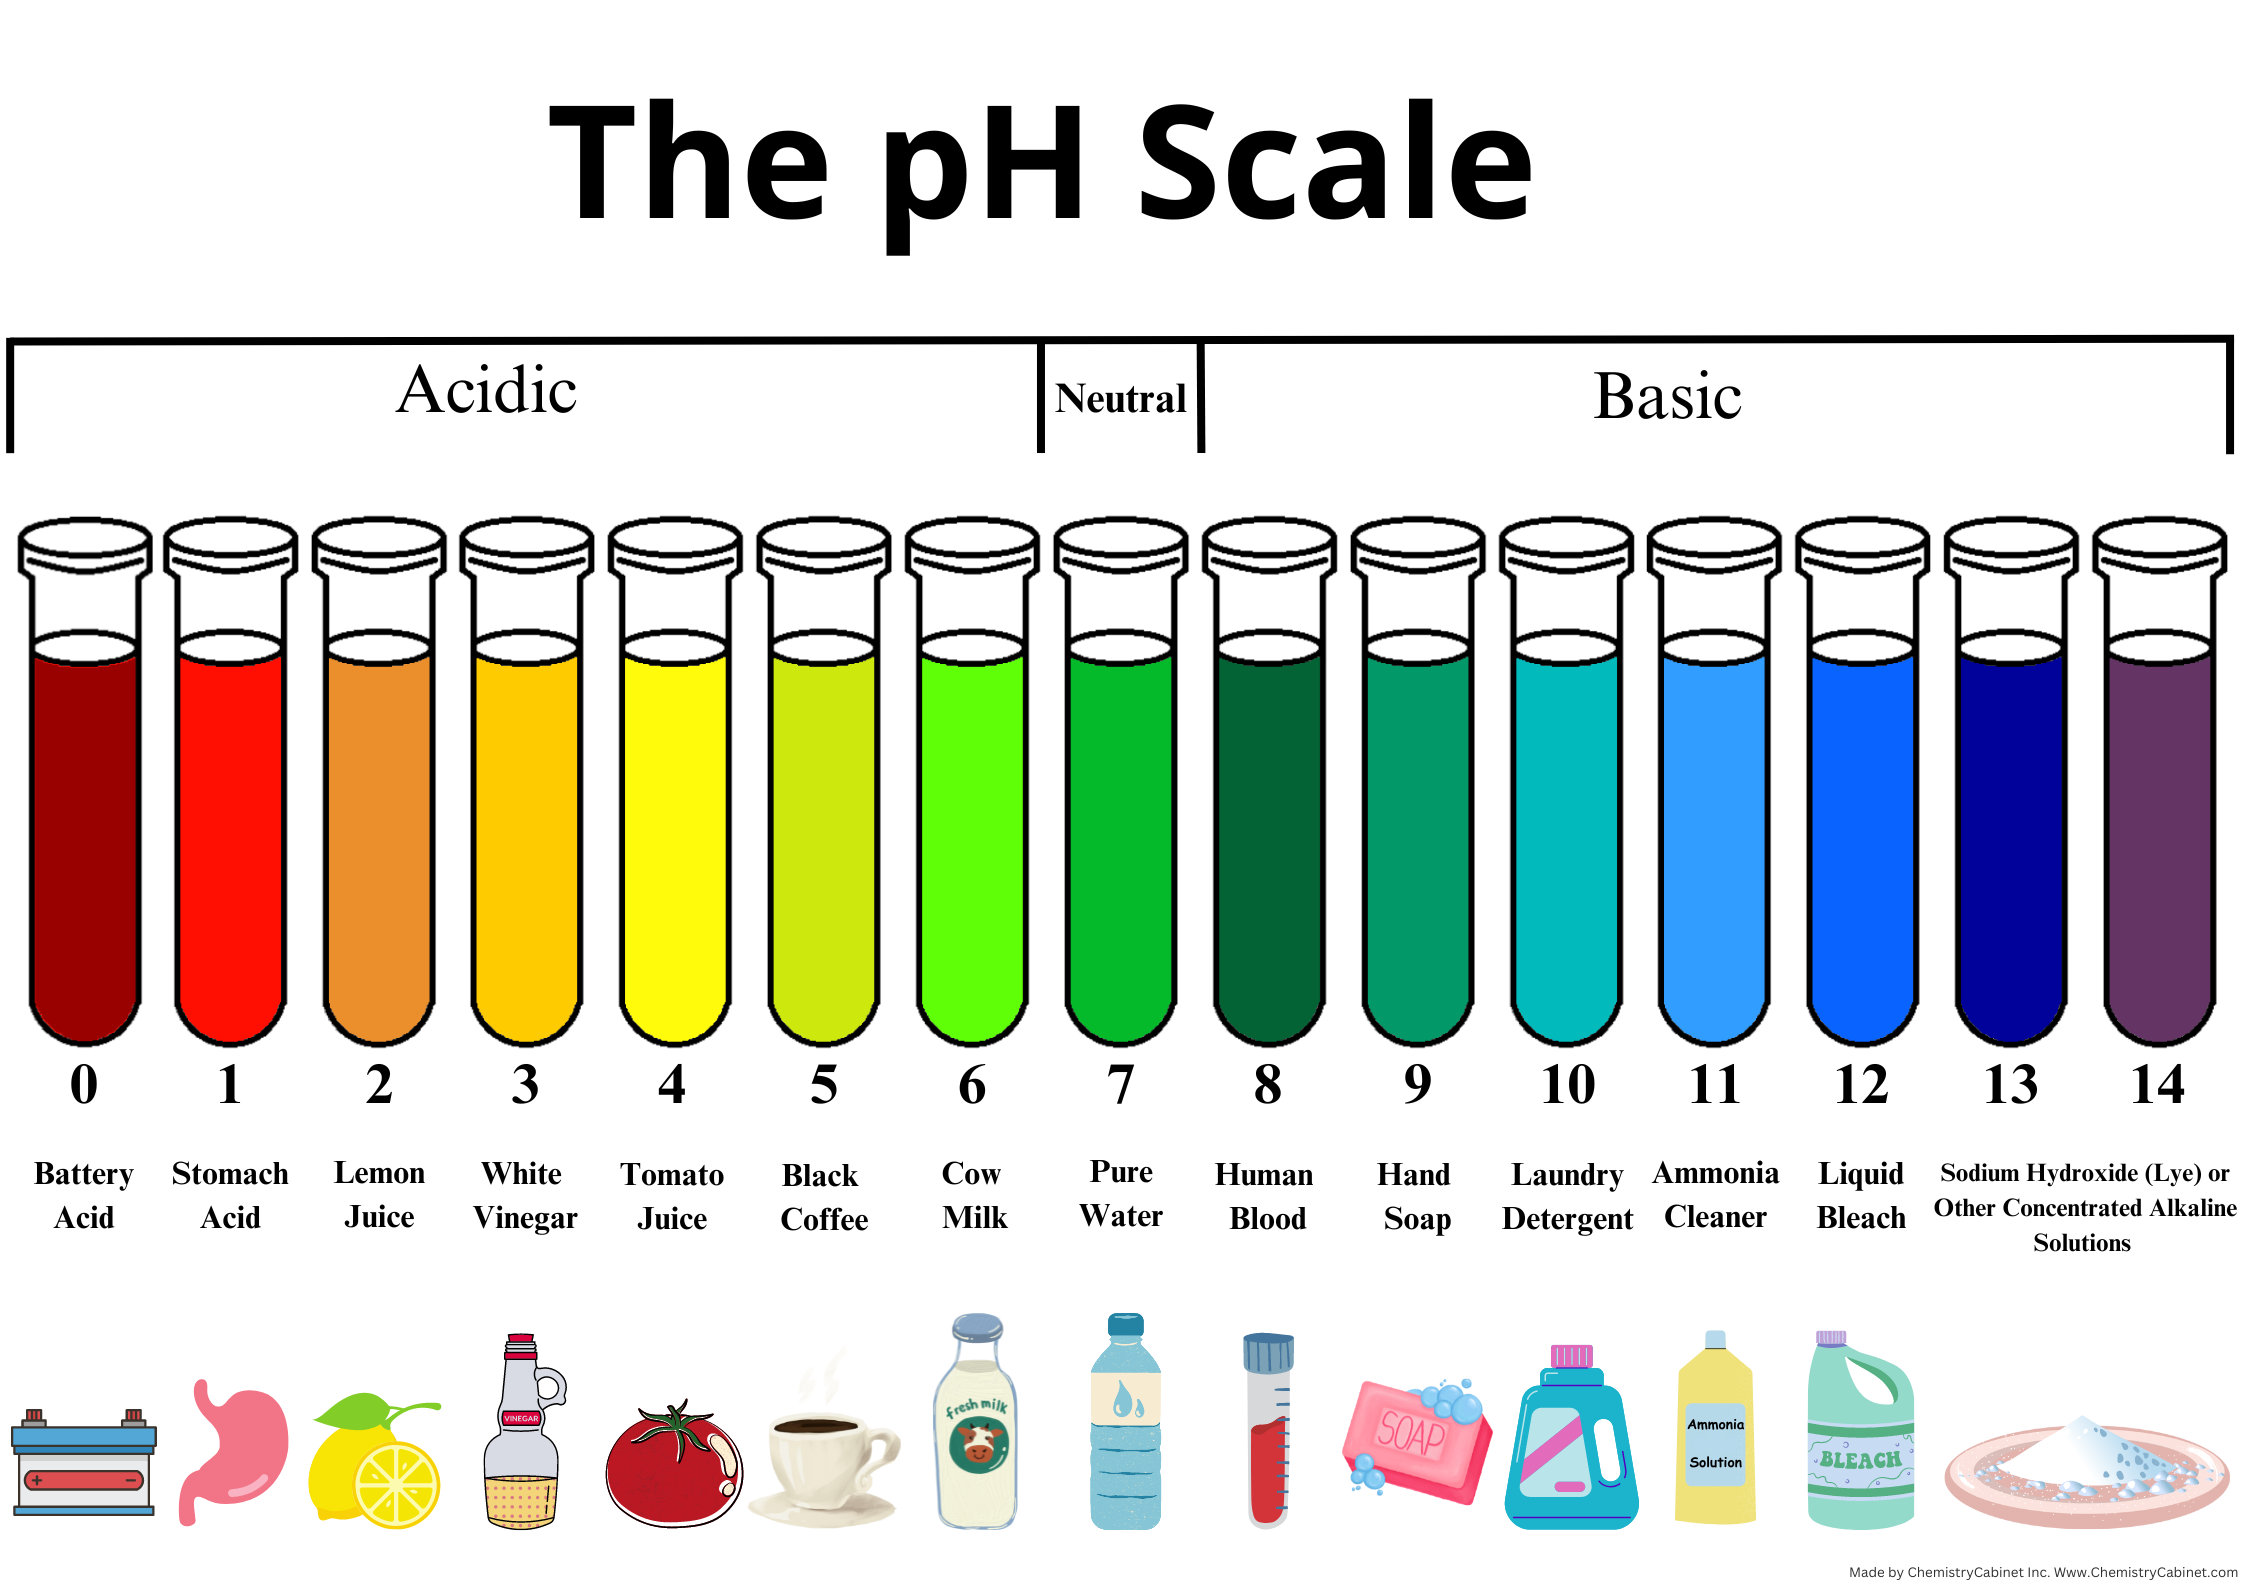 The pH Scale
Acidic
Neutral
Basic
0 1 2 3 4 5 6 7 8 9 10 11 12 13 14
Battery
Acid
Stomach
Acid
Lemon
Juice
White
Vinegar
Tomato
Juice
Black
Coffee
Cow
Milk
Pure
Water
Human
Blood
Hand
Soap
Laundry
Detergent
Ammonia
Cleaner
Liquid
Bleach
Sodium Hydroxide (Lye) or
Other Concentrated Alkaline
Solutions
+ -
VINEGAR
fresh milk
SOAP
Ammonia
Solution
BLEACH
Made by ChemistryCabinet Inc. Www.ChemistryCabinet.com